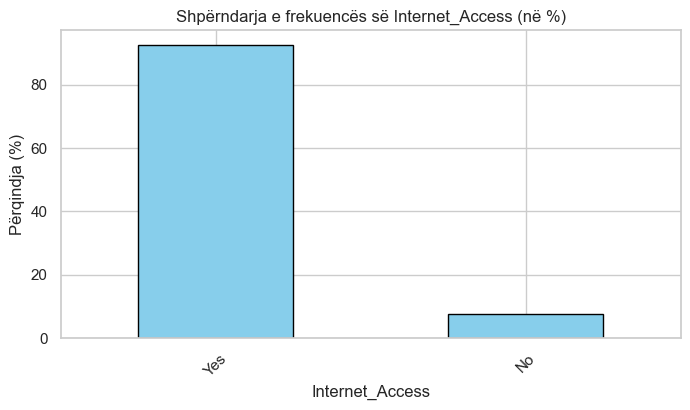 Shpërndarja e frekuencës së Internet_Access (në %)
Përqindja (%)
80
60
40
20
0
Yes
No
Internet_Access